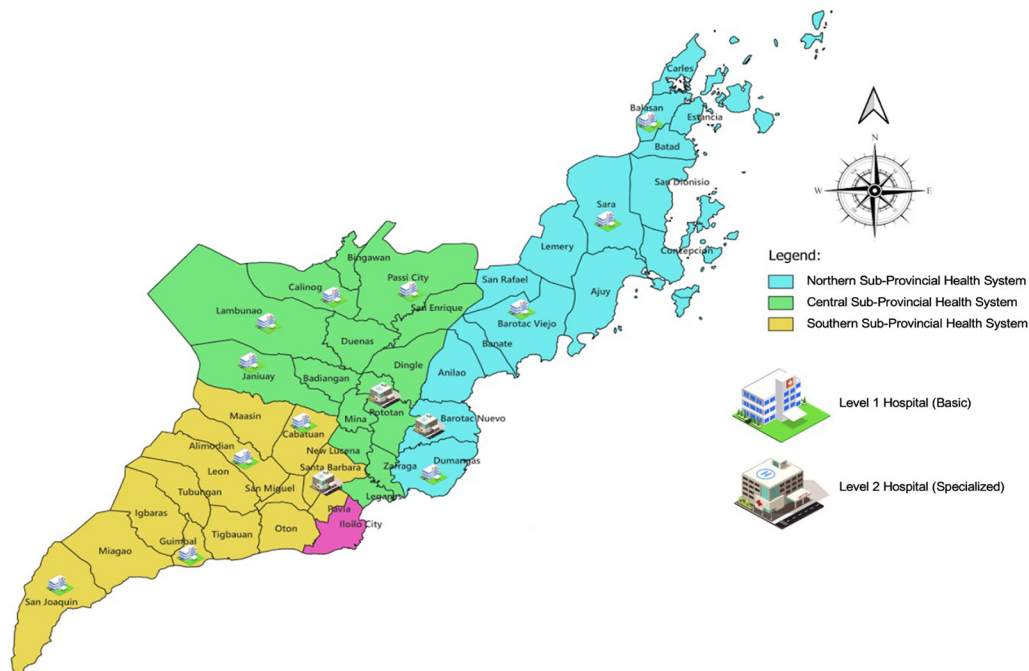 Carles
Balasan
Estancia
Batad
San Dionisio
Sara
Lemery
Concepcion
San Rafael
Ajuy
Barotac Viejo
Banate
Anilao
Barotac Nuevo
Dumangas
Bingawan
Calinog
Passi City
San Enrique
Lambunao
Duenas
Dingle
Janiuay
Badiangan
Pototan
Mina
Zarraga
Leganes
Maasin
Cabatuan
New Lucena
Alimodian
Santa Barbara
Leon
San Miguel
Tubungan
Pavia
Iloilo City
Igbaras
Oton
Tigbauan
Guimbal
Miagao
San Joaquin
N
W
E
S
Legend:
Northern Sub-Provincial Health System
Central Sub-Provincial Health System
Southern Sub-Provincial Health System
Level 1 Hospital (Basic)
H
Level 2 Hospital (Specialized)